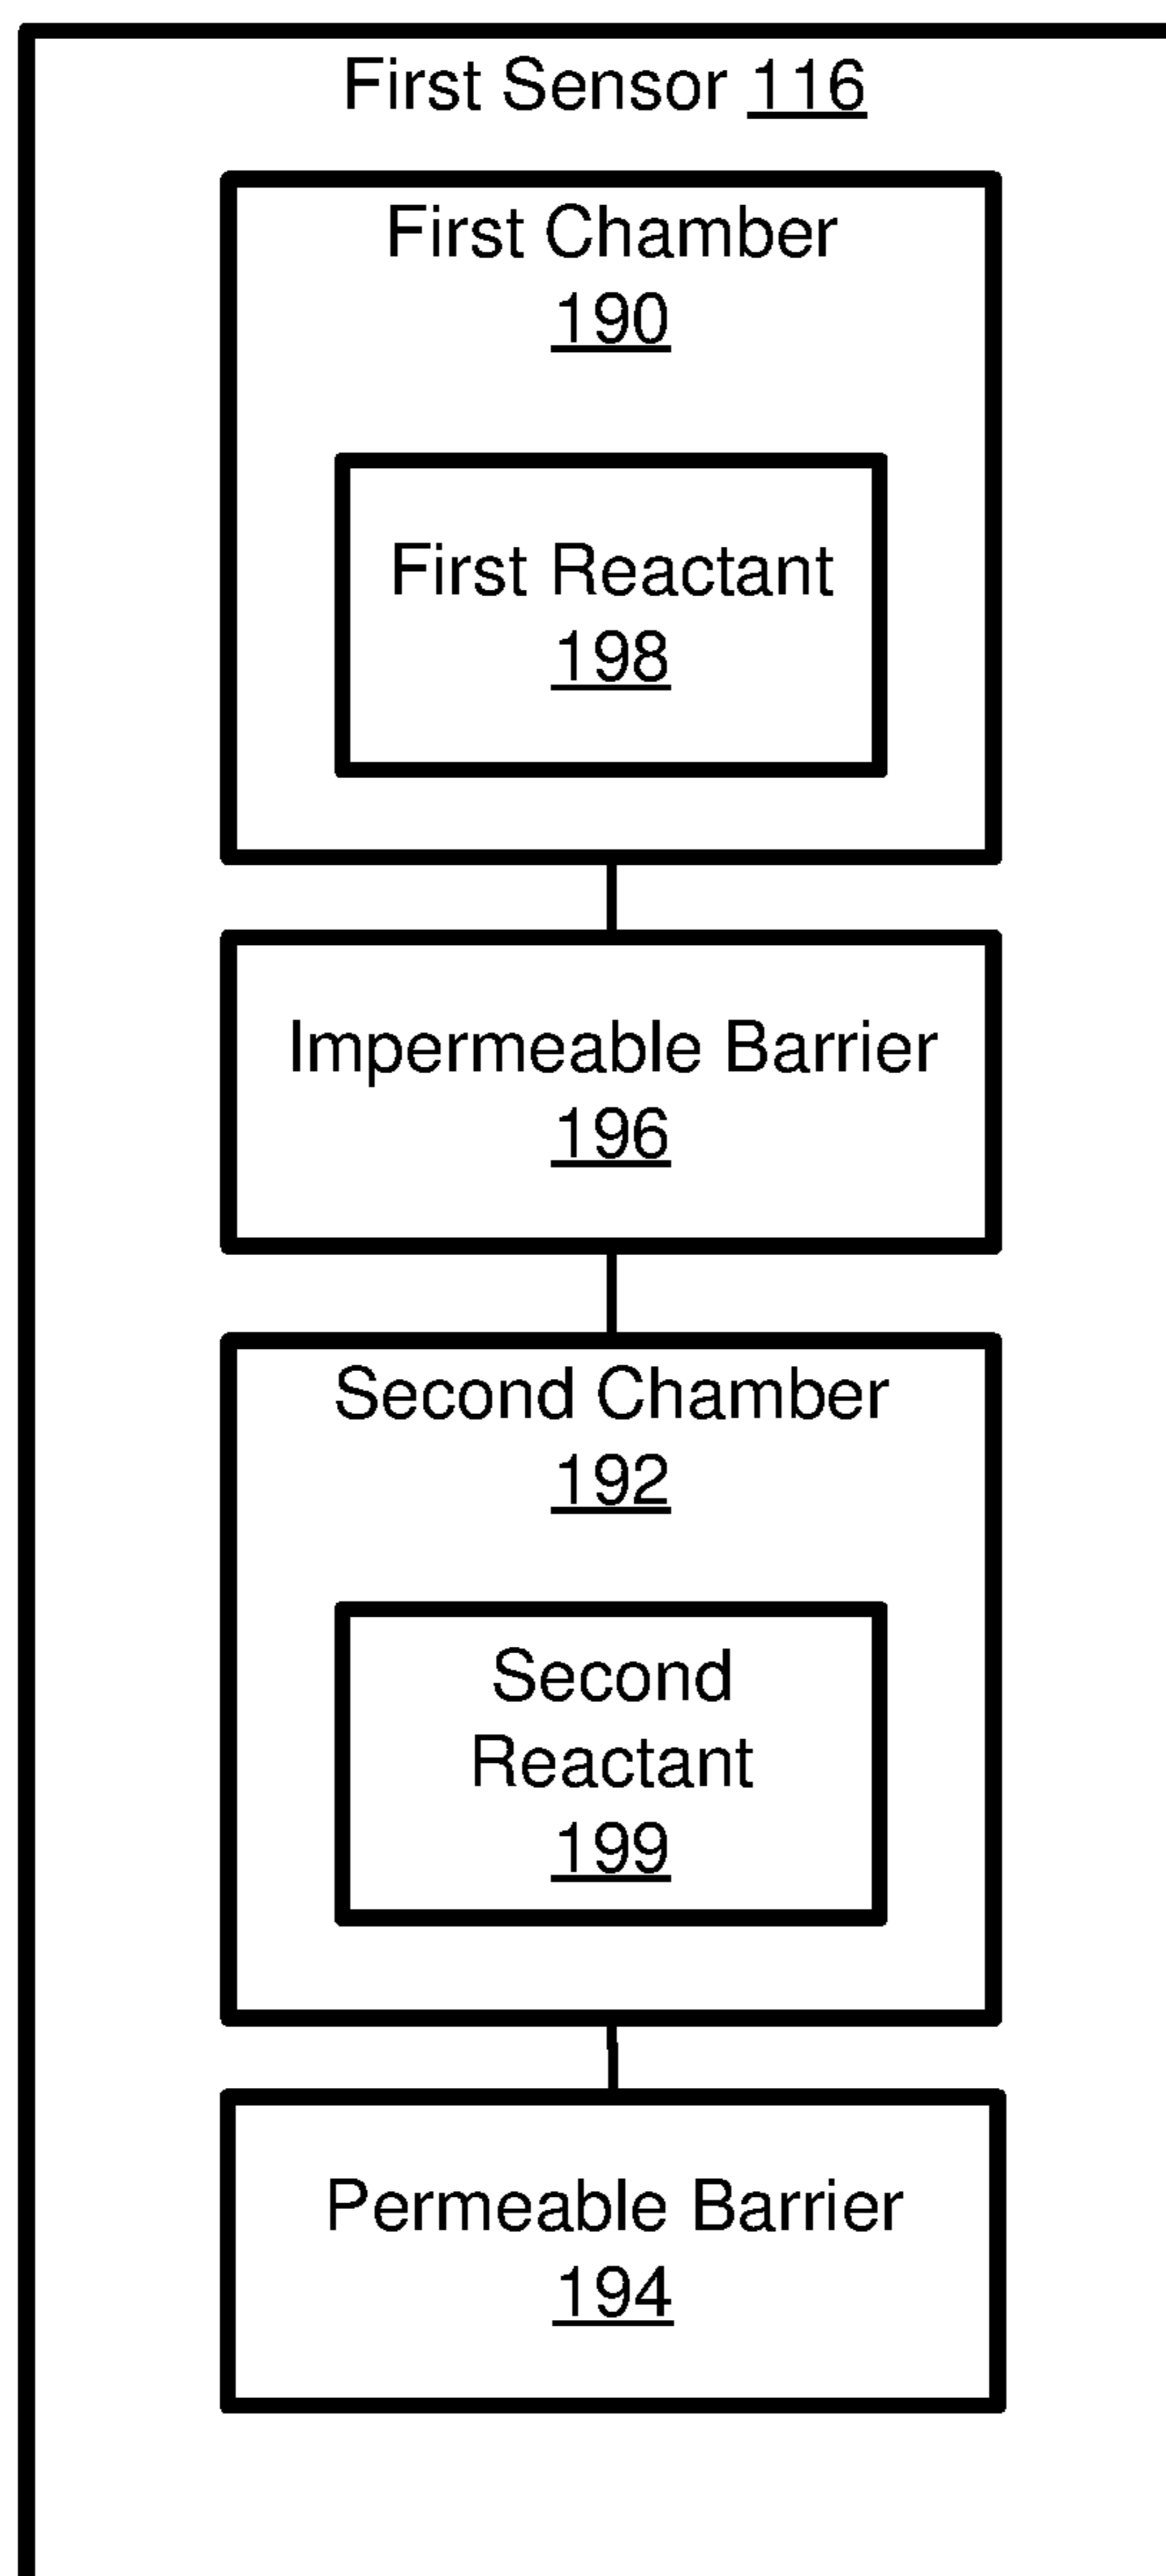 First Sensor 116
First Chamber
190
First Reactant
198
Impermeable Barrier
196
Second Chamber
192
Second
Reactant
199
Permeable Barrier
194